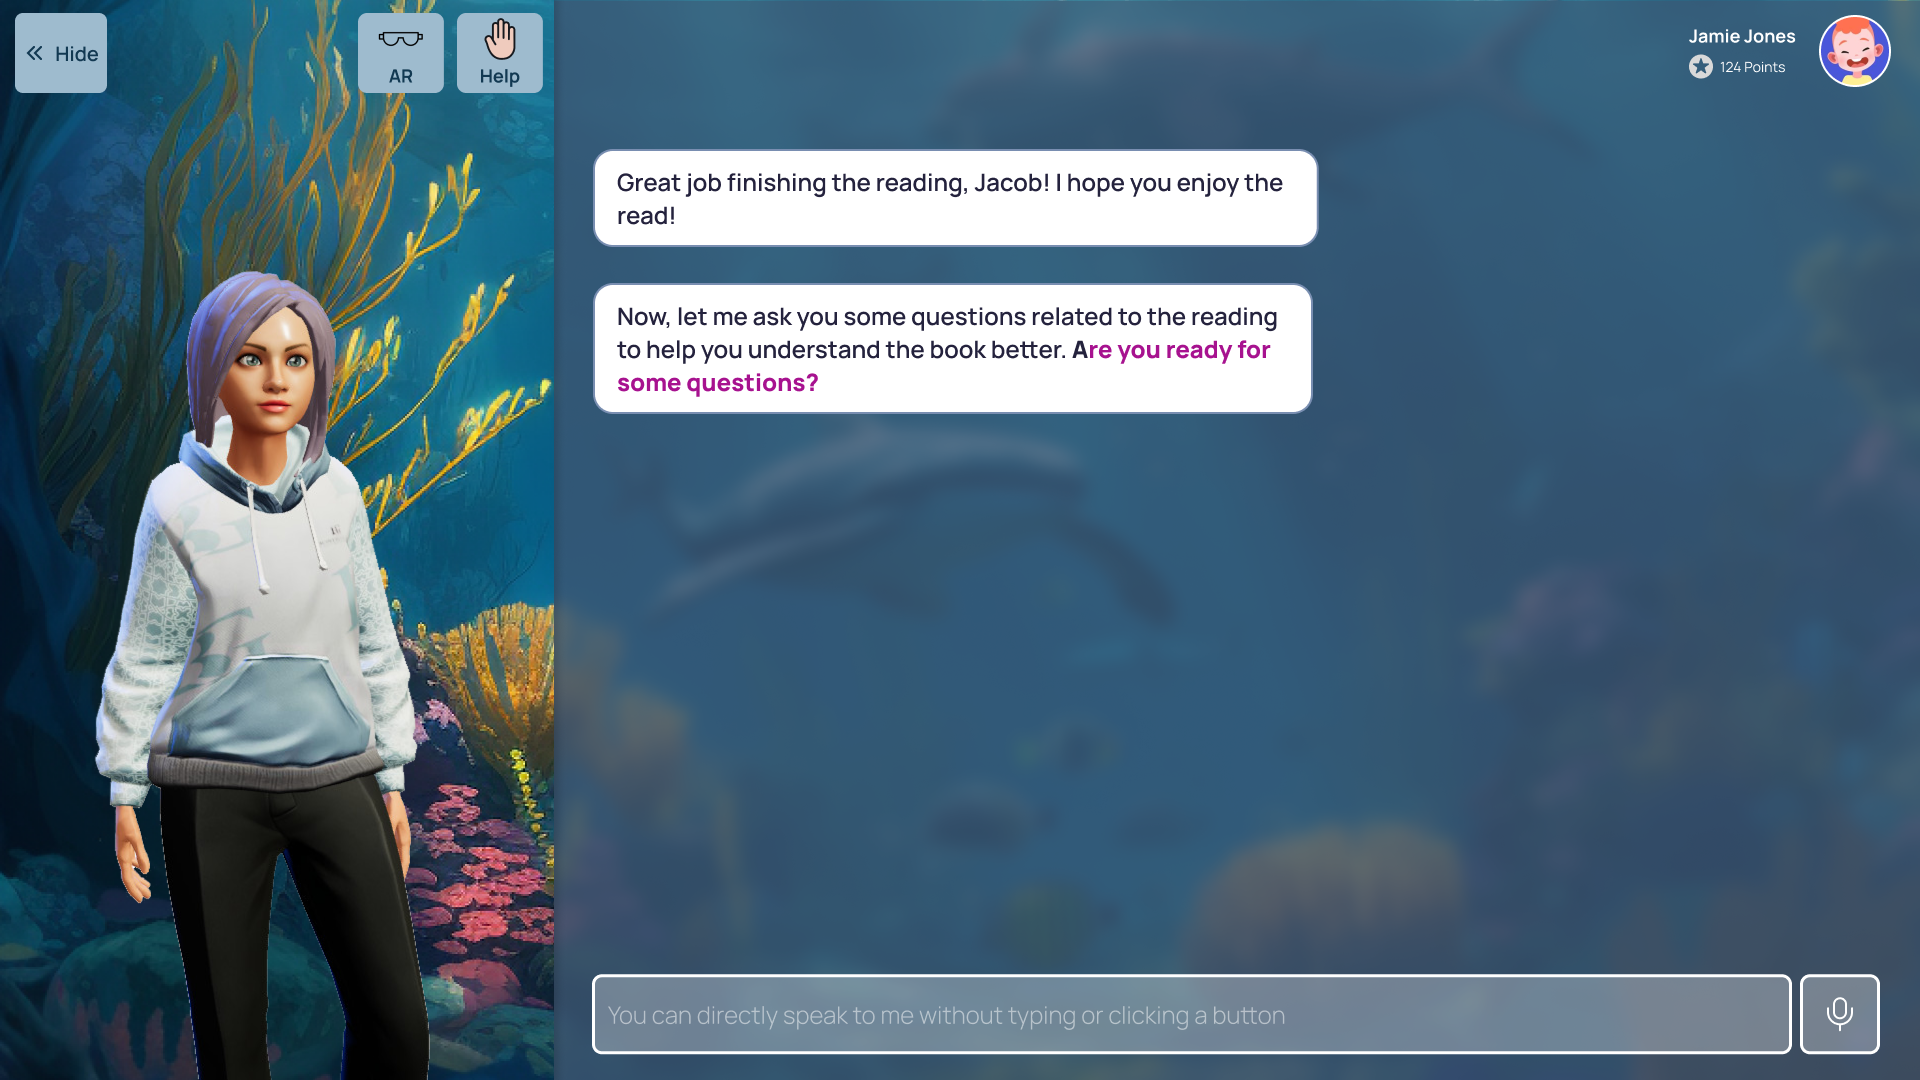 Hide
AR
Help
Jamie Jones
124 Points
Great job finishing the reading, Jacob! I hope you enjoy the
read!
Now, let me ask you some questions related to the reading
to help you understand the book better. Are you ready for
some questions?
You can directly speak to me without typing or clicking a button